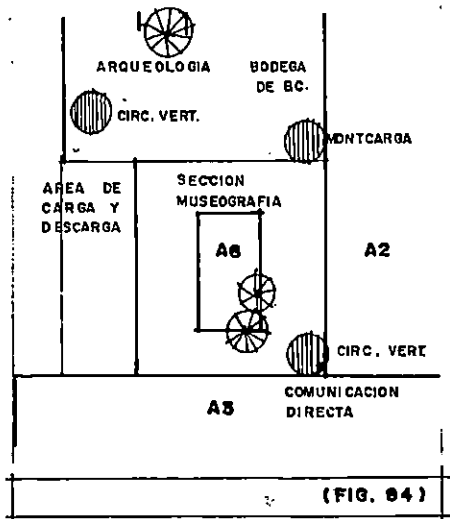 ARQUEOLOGIA
BODEGA
DE BC.
CIRC. VERT.
MONTCARGA
AREA DE
CARGA Y
DESCARGA
SECCION
MUSEOGRAFIA
A6
A2
CIRC. VERT
COMUNICACION
DIRECTA
A3
(FIG. 94)